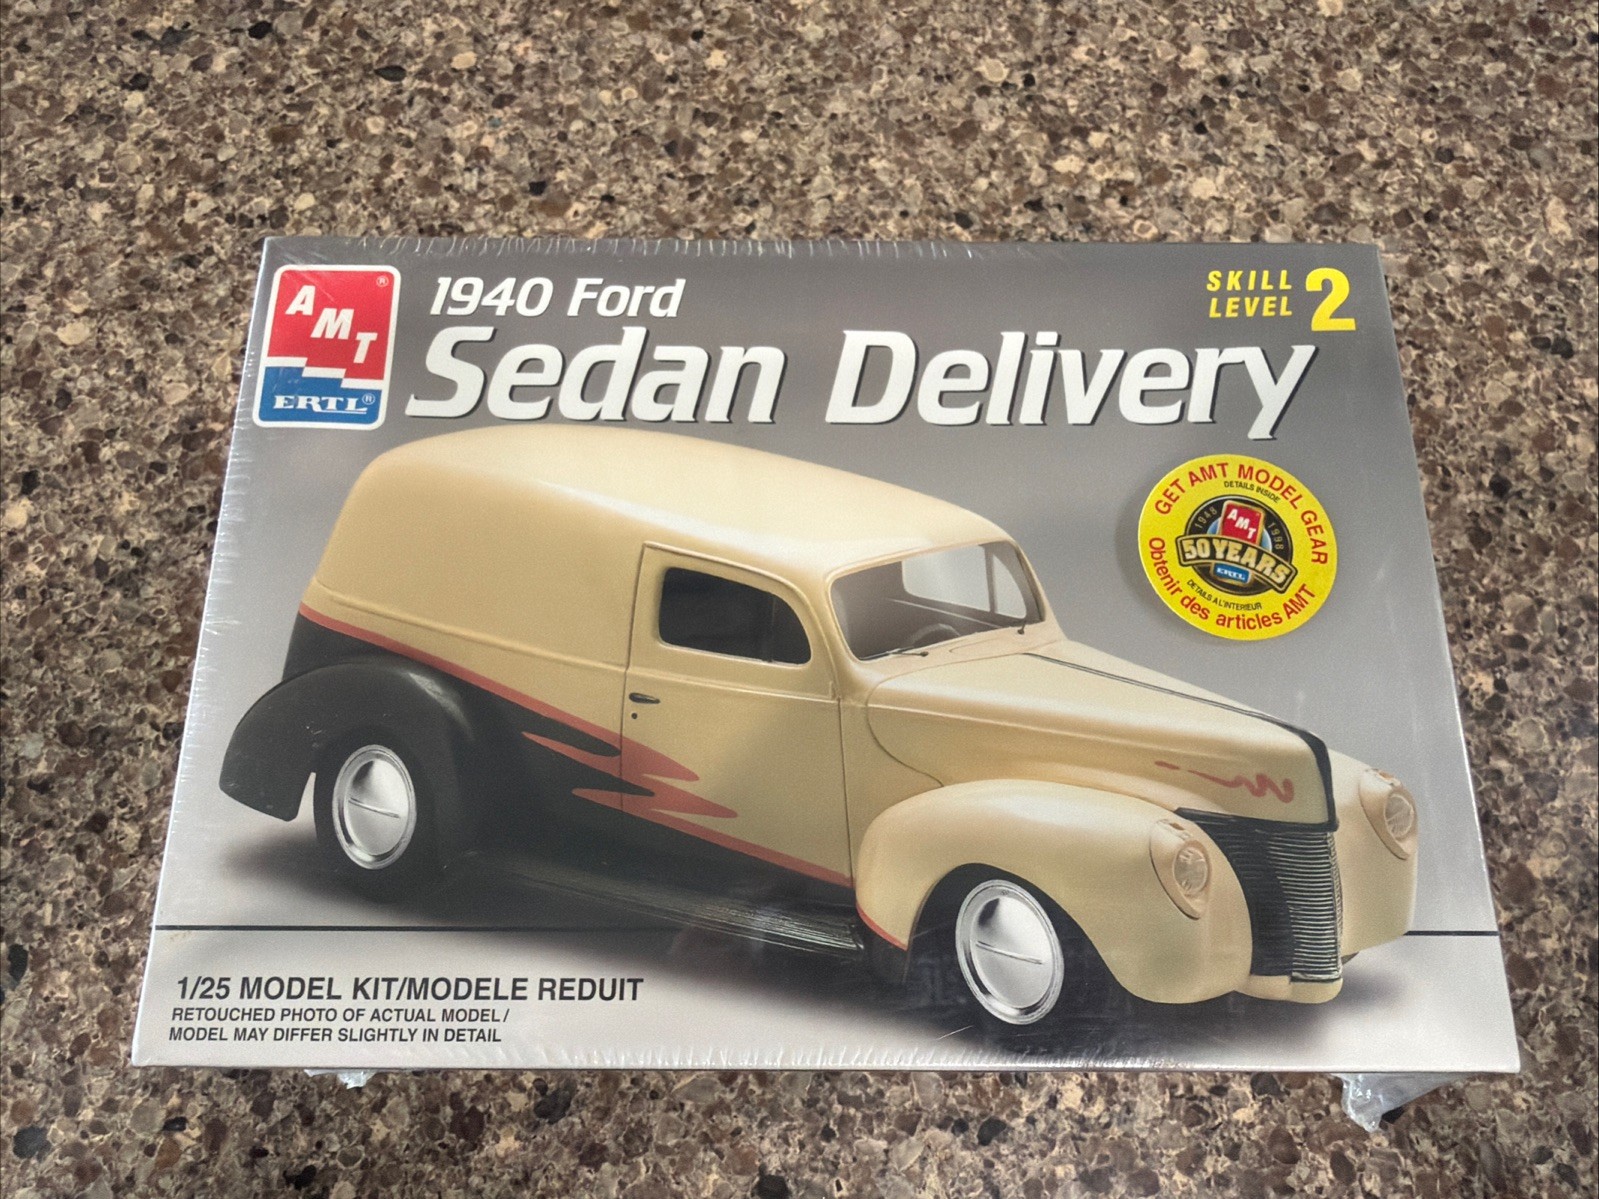 AMT®
ERTL®
1940 Ford
Sedan Delivery
SKILL
LEVEL 2
GET AMT MODEL GEAR
DETAILS INSIDE
1948 1998
AMT
50 YEARS
ERTL
DETAILS A L'INTERIEUR
Obtenir des articles AMT
1/25 MODEL KIT/MODELE REDUIT
RETOUCHED PHOTO OF ACTUAL MODEL/
MODEL MAY DIFFER SLIGHTLY IN DETAIL